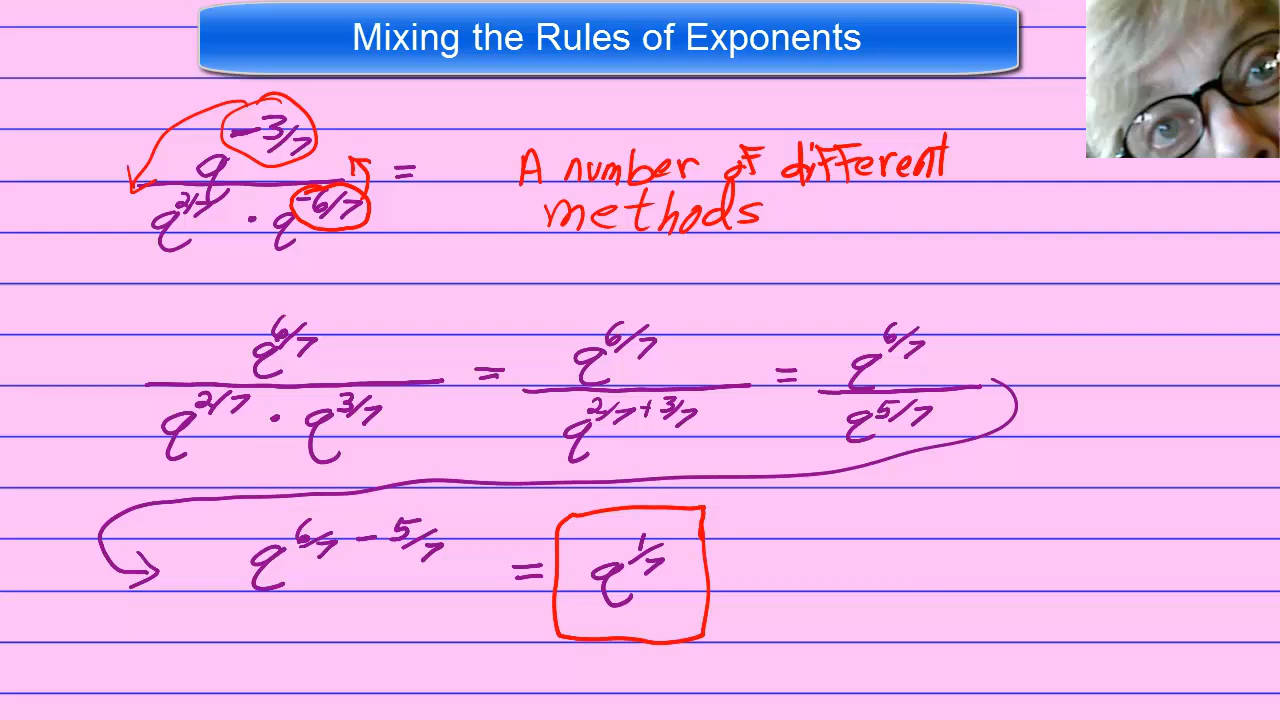 Mixing the Rules of Exponents
q^{-3/7} / (q^{2/7} · q^{-6/7}) =
A number of different
methods
q^{6/7} / (q^{2/7} · q^{3/7}) = q^{6/7} / q^{2/7 + 3/7} = q^{6/7} / q^{5/7}
q^{6/7 - 5/7} = q^{1/7}